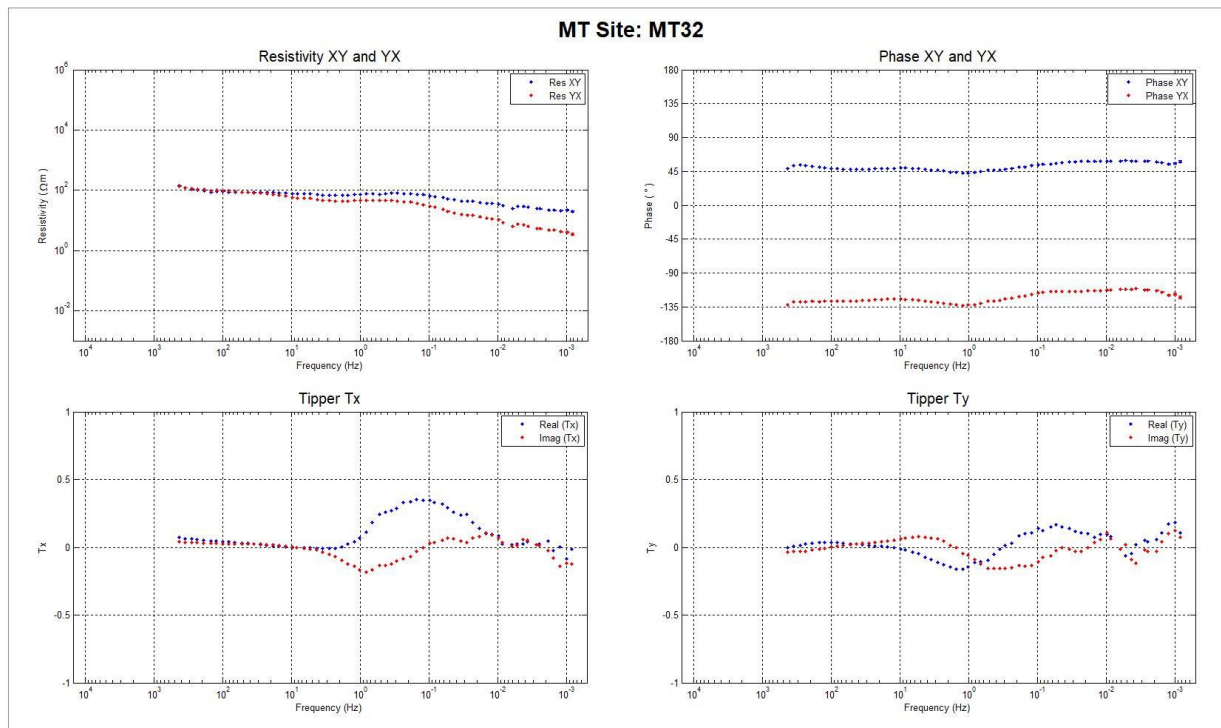 MT Site: MT32
Resistivity XY and YX
Resistivity (Ωm)
10^6
10^4
10^2
10^0
10^-2
Res XY
Res YX
10^4 10^3 10^2 10^1 10^0 10^-1 10^-2 10^-3
Frequency (Hz)
Phase XY and YX
Phase ( ° )
180
135
90
45
0
-45
-90
-135
-180
Phase XY
Phase YX
10^4 10^3 10^2 10^1 10^0 10^-1 10^-2 10^-3
Frequency (Hz)
Tipper Tx
Tx
1
0.5
0
-0.5
-1
Real (Tx)
Imag (Tx)
10^4 10^3 10^2 10^1 10^0 10^-1 10^-2 10^-3
Frequency (Hz)
Tipper Ty
Ty
1
0.5
0
-0.5
-1
Real (Ty)
Imag (Ty)
10^4 10^3 10^2 10^1 10^0 10^-1 10^-2 10^-3
Frequency (Hz)